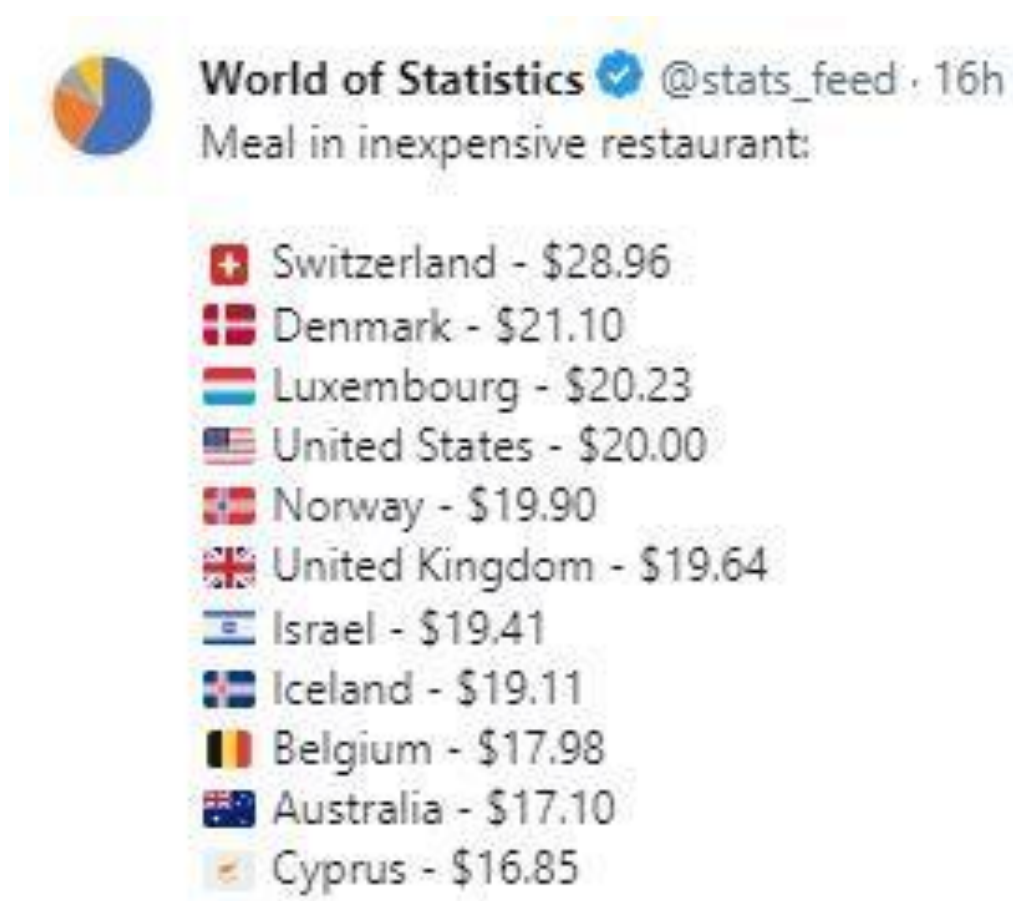 World of Statistics @stats_feed · 16h
Meal in inexpensive restaurant:
Switzerland - $28.96
Denmark - $21.10
Luxembourg - $20.23
United States - $20.00
Norway - $19.90
United Kingdom - $19.64
Israel - $19.41
Iceland - $19.11
Belgium - $17.98
Australia - $17.10
Cyprus - $16.85